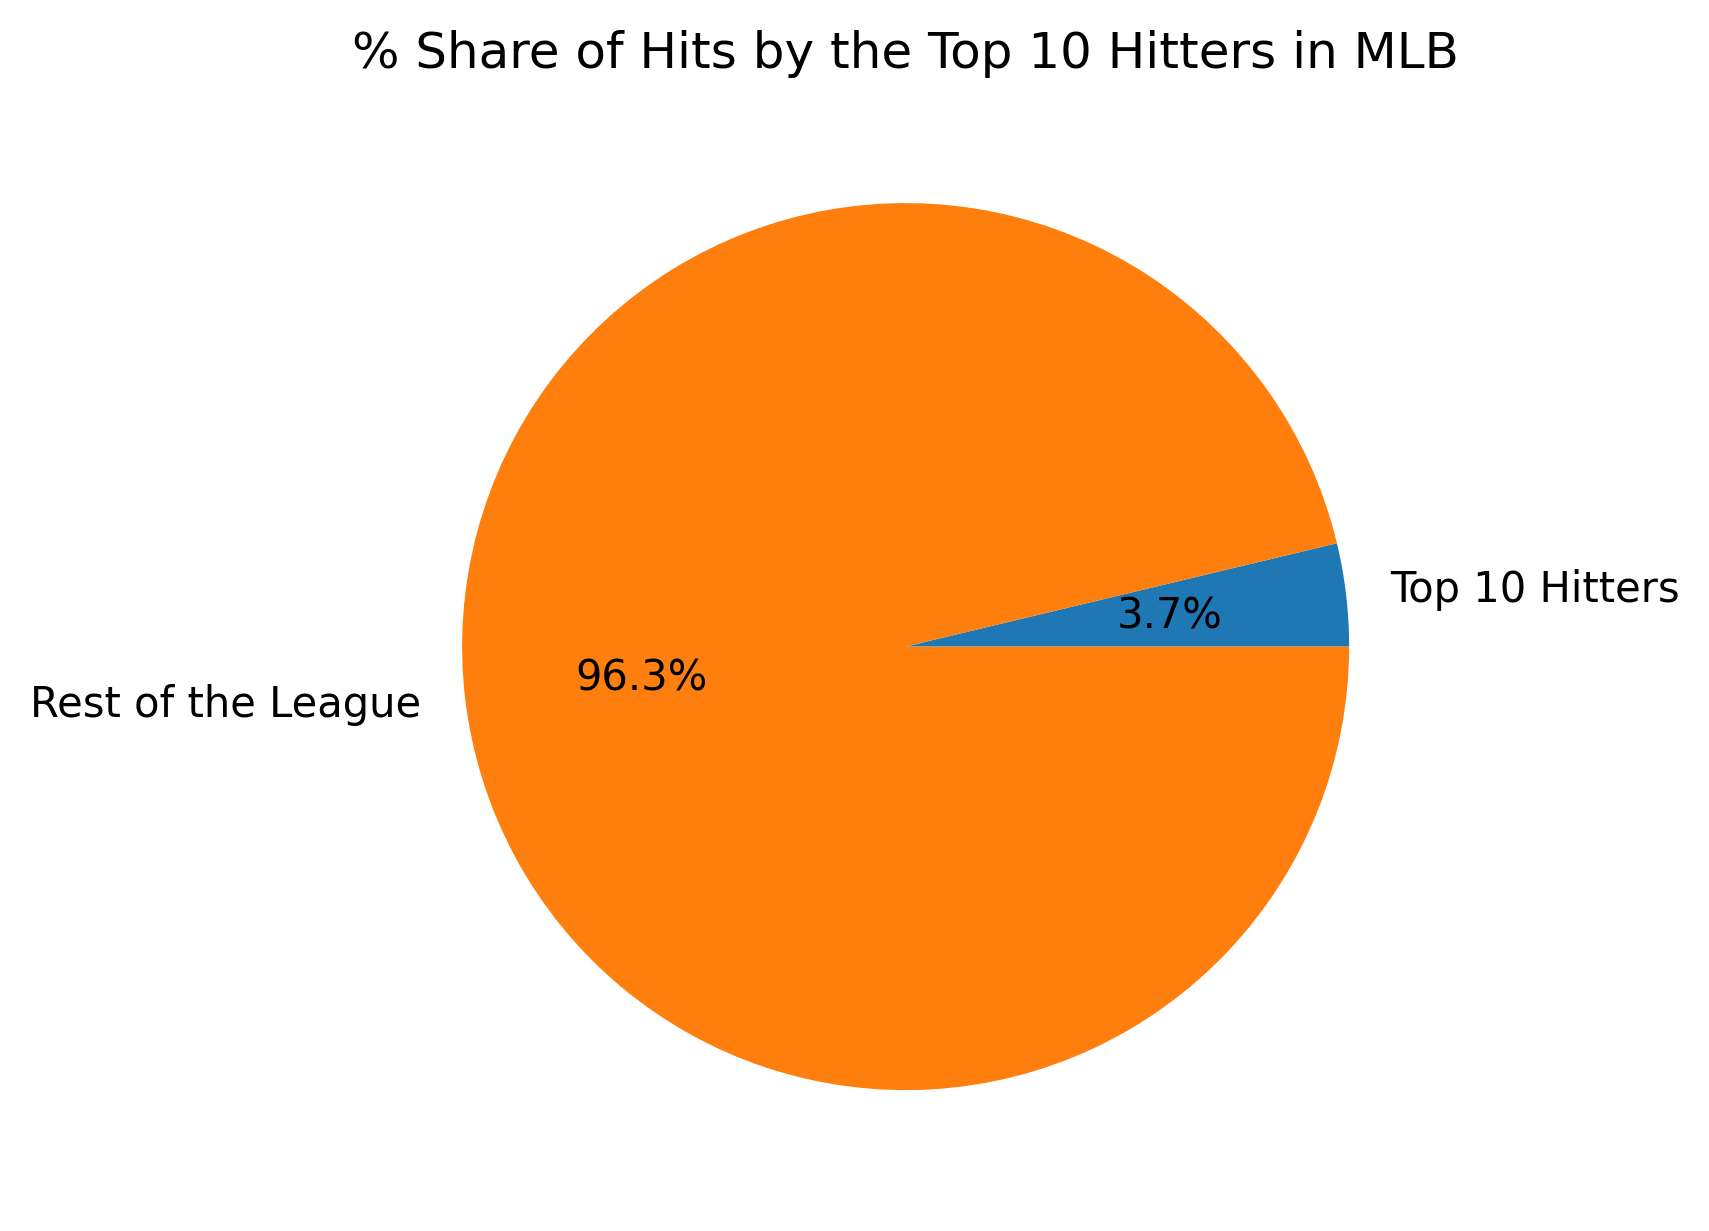 % Share of Hits by the Top 10 Hitters in MLB
Top 10 Hitters
3.7%
96.3%
Rest of the League